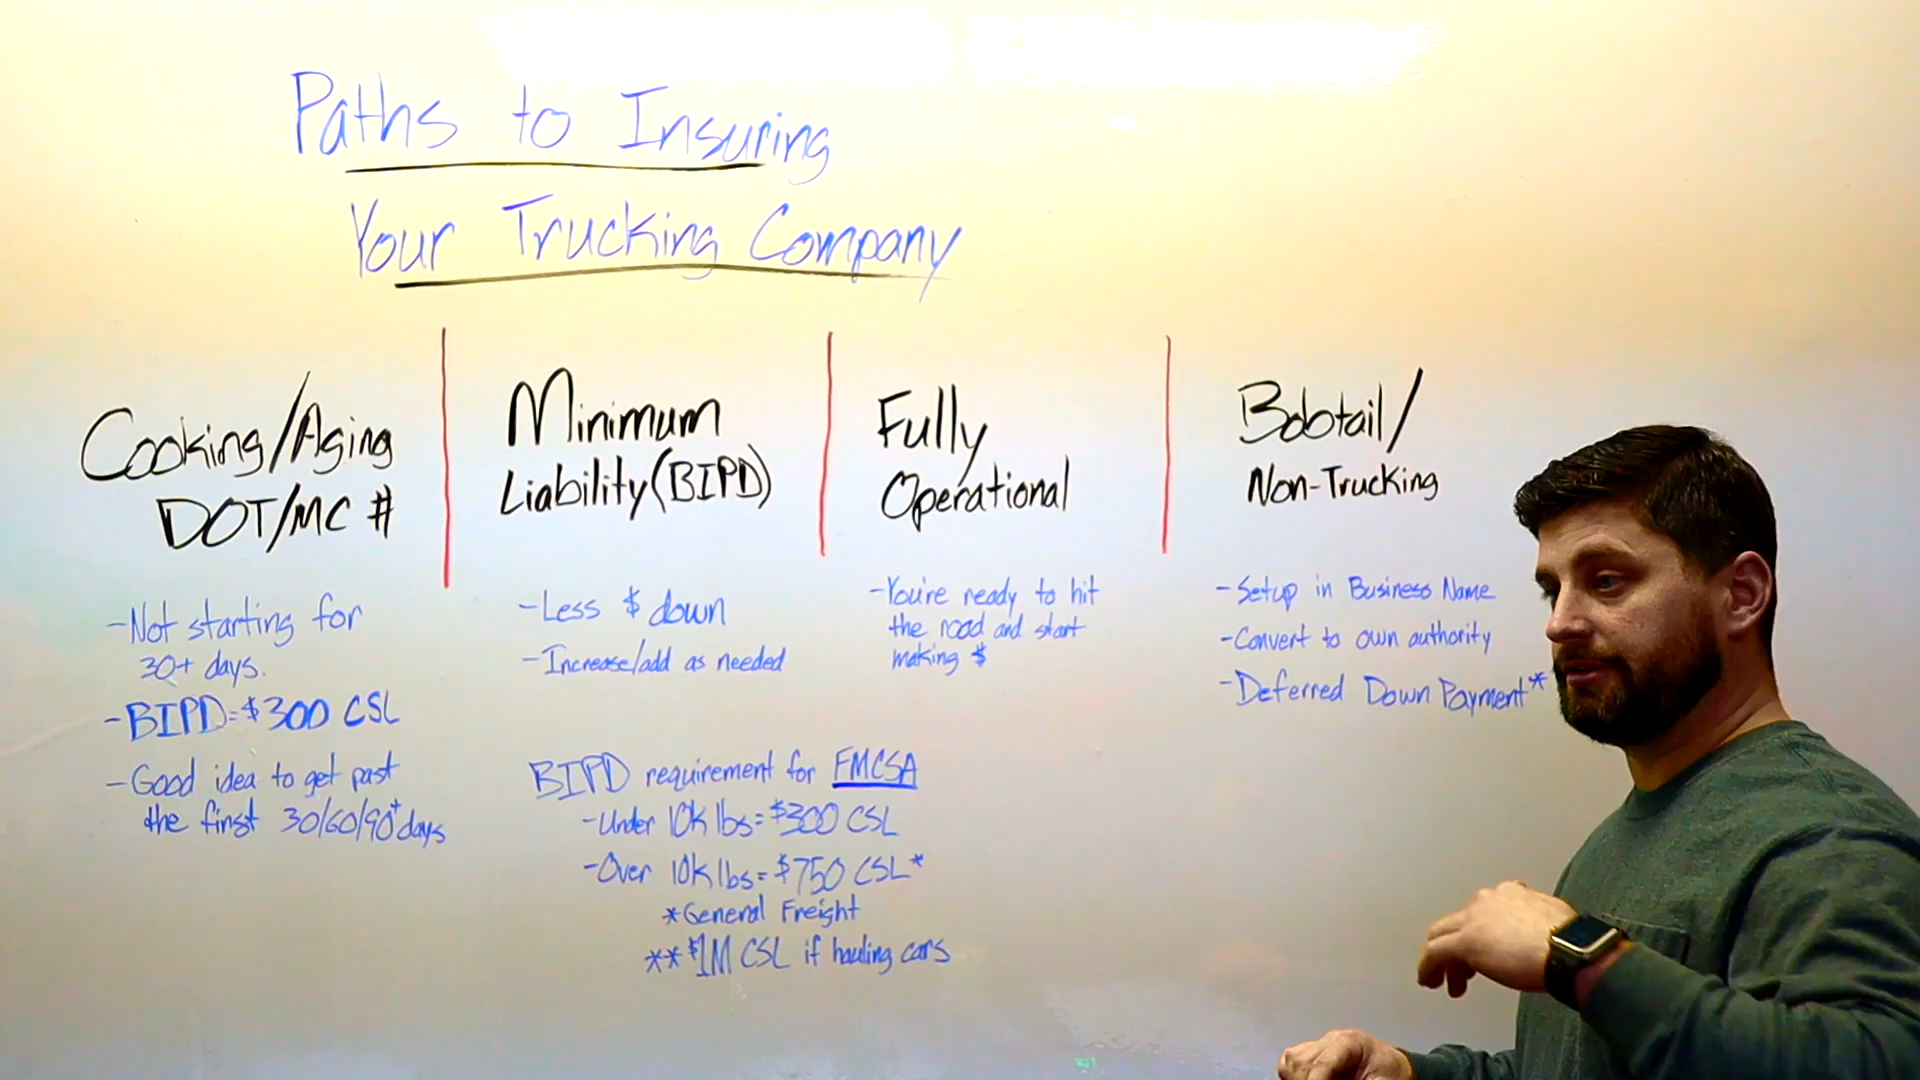 Paths to Insuring
Your Trucking Company
Cooking/Aging
DOT/MC #
-Not starting for
30+ days.
-BIPD=$300 CSL
-Good idea to get past
the first 30/60/90+ days
Minimum
Liability(BIPD)
-Less $ down
-Increase/add as needed
BIPD requirement for FMCSA
-Under 10k lbs=$300 CSL
-Over 10k lbs=$750 CSL*
*General Freight
**$1M CSL if hauling cars
Fully
Operational
-You're ready to hit
the road and start
making $
Bobtail/
Non-Trucking
-Setup in Business Name
-Convert to own authority
-Deferred Down Payment*